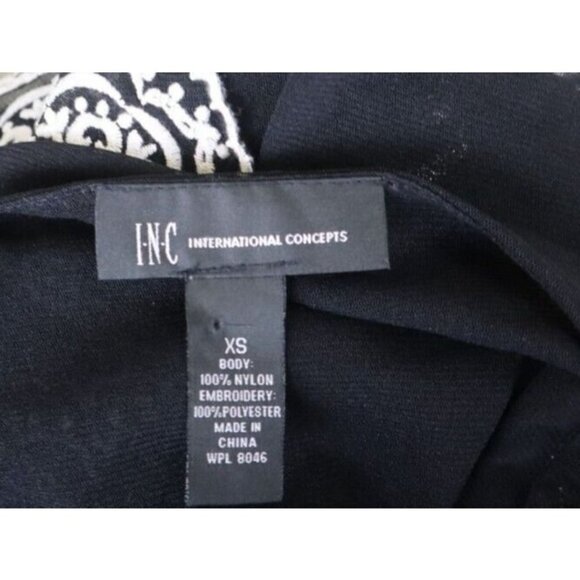 I·N·C INTERNATIONAL CONCEPTS
XS
BODY:
100% NYLON
EMBROIDERY:
100%POLYESTER
MADE IN
CHINA
WPL 8046